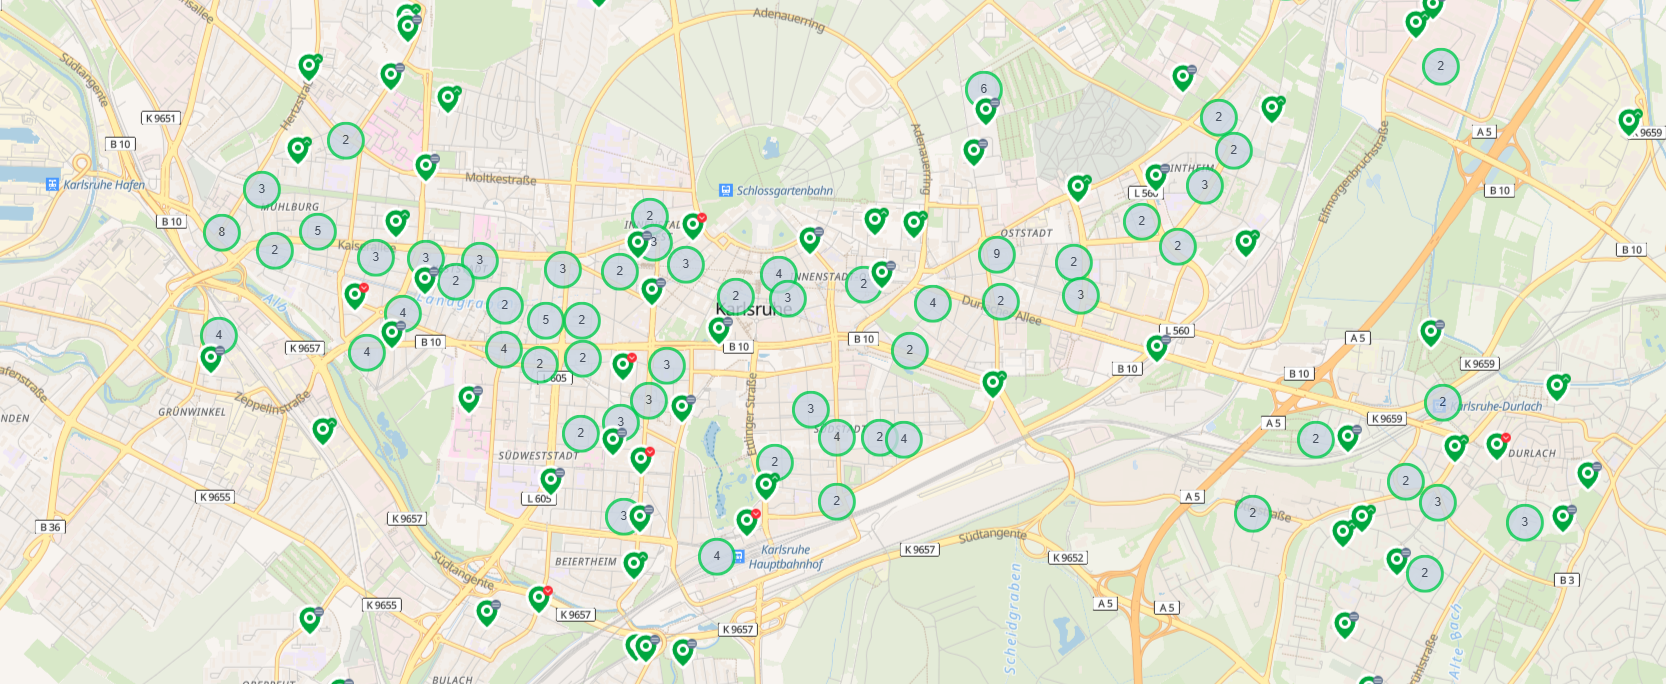 Adenauerring
Südtangente
Hertzstraße
K 9651
B 10
Karlsruhe Hafen
B 10
Moltkestraße
MÜHLBURG
Schlossgartenbahn
Adenauerring
Elfmorgenbruchstraße
A 5
K 9659
B 10
B 10
L 560
OSTSTADT
Kaiserallee
Alb
INNENSTADT
Karlsruhe
Durlacher Allee
L 560
A 5
B 10
B 10
B 10
B 10
B 10
K 9657
K 9659
K 9659
Karlsruhe-Durlach
L 605
Ettlinger Straße
Zeppelinstraße
GRÜNWINKEL
SÜDSTADT
A 5
DURLACH
SÜDWESTSTADT
L 605
K 9655
A 5
B 36
K 9657
Karlsruhe
Hauptbahnhof
Südtangente
K 9657
K 9652
BEIERTHEIM
Südtangente
B 3
K 9655
K 9657
K 9657
A 5
A 5
Scheidgraben
Alte Bach
BULACH
2
6
2
2
2
3
3
8
5
2
3
3
3
2
3
2
2
3
3
4
2
3
2
9
2
2
2
4
2
3
4
2
5
2
4
4
4
2
2
3
2
3
3
2
3
4
2
4
2
2
3
4
2
2
2
3
3
2
2